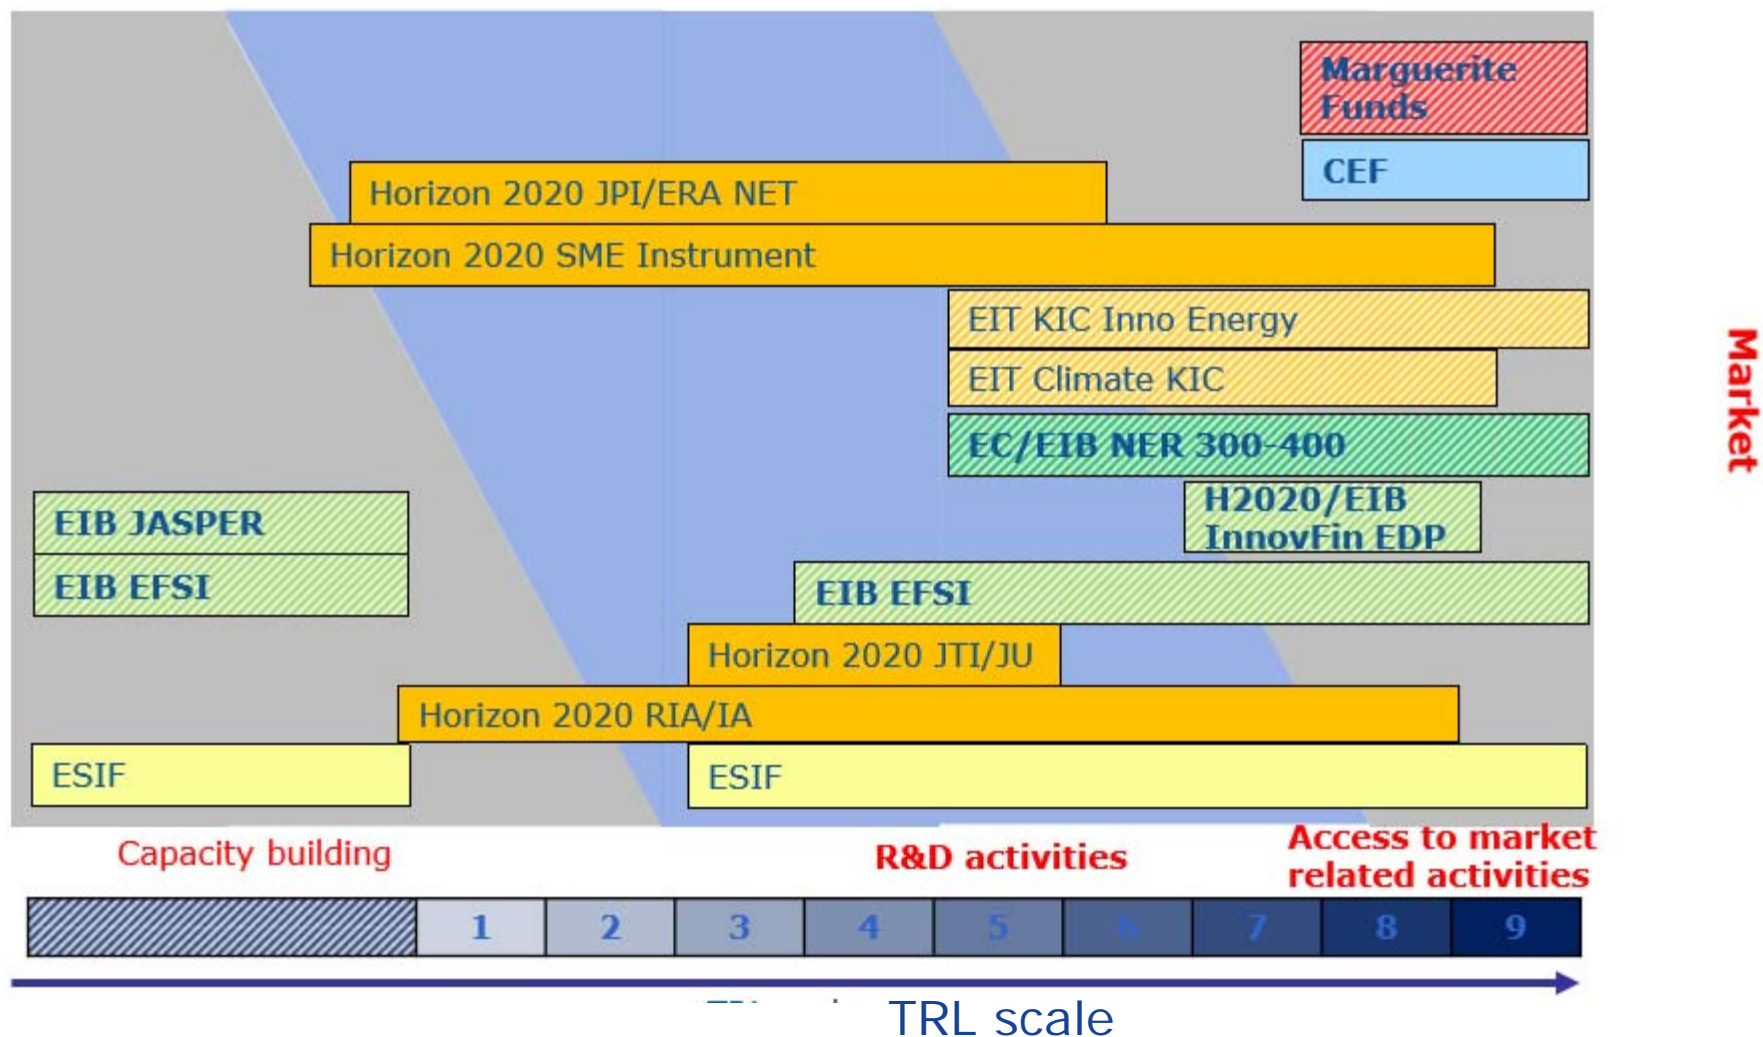 Marguerite
Funds
CEF
Horizon 2020 JPI/ERA NET
Horizon 2020 SME Instrument
EIT KIC Inno Energy
EIT Climate KIC
EC/EIB NER 300-400
H2020/EIB
InnovFin EDP
EIB JASPER
EIB EFSI
EIB EFSI
Horizon 2020 JTI/JU
Horizon 2020 RIA/IA
ESIF
ESIF
Market
Capacity building
R&D activities
Access to market
related activities
1 2 3 4 5 6 7 8 9
TRL scale